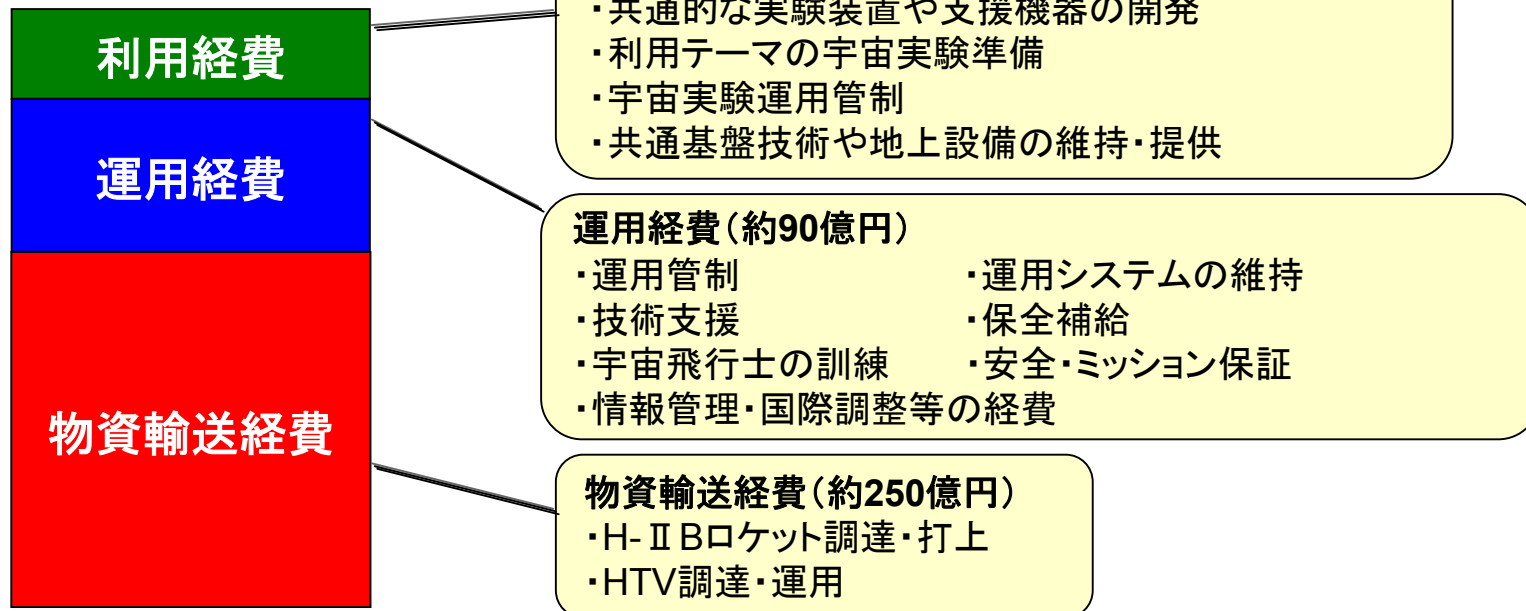 利用経費
運用経費
物資輸送経費
・共通的な実験装置や支援機器の開発
・利用テーマの宇宙実験準備
・宇宙実験運用管制
・共通基盤技術や地上設備の維持・提供
運用経費（約90億円）
・運用管制 ・運用システムの維持
・技術支援 ・保全補給
・宇宙飛行士の訓練 ・安全・ミッション保証
・情報管理・国際調整等の経費
物資輸送経費（約250億円）
・H-ⅡBロケット調達・打上
・HTV調達・運用